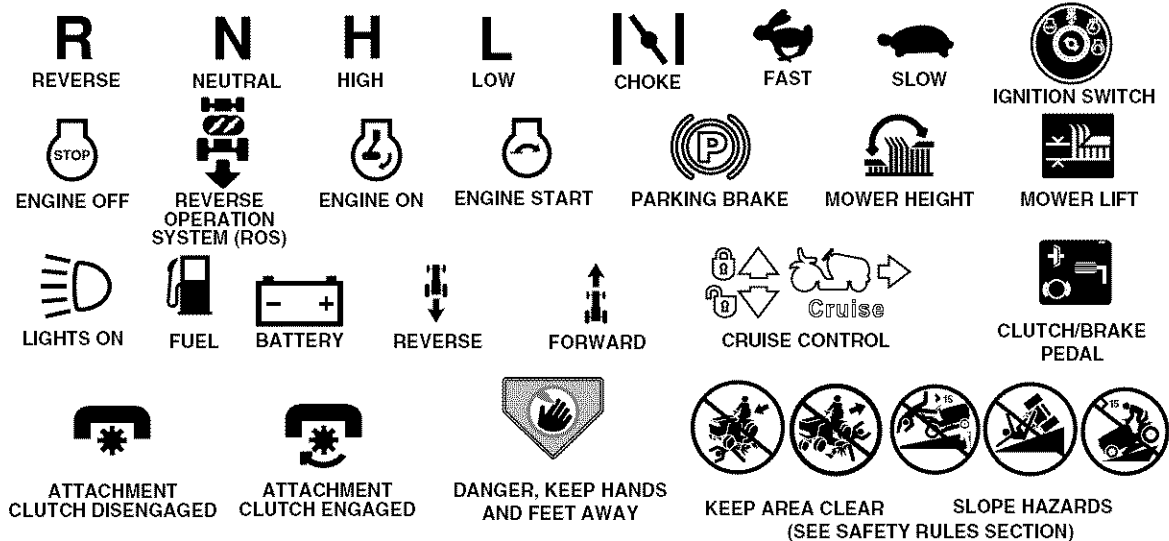 R
N
H
L
REVERSE
NEUTRAL
HIGH
LOW
CHOKE
FAST
SLOW
IGNITION SWITCH
STOP
P
ENGINE OFF
REVERSE
OPERATION
SYSTEM (ROS)
ENGINE ON
ENGINE START
PARKING BRAKE
MOWER HEIGHT
MOWER LIFT
Cruise
LIGHTS ON
FUEL
BATTERY
REVERSE
FORWARD
CRUISE CONTROL
CLUTCH/BRAKE
PEDAL
15
15
ATTACHMENT
CLUTCH DISENGAGED
ATTACHMENT
CLUTCH ENGAGED
DANGER, KEEP HANDS
AND FEET AWAY
KEEP AREA CLEAR
SLOPE HAZARDS
(SEE SAFETY RULES SECTION)